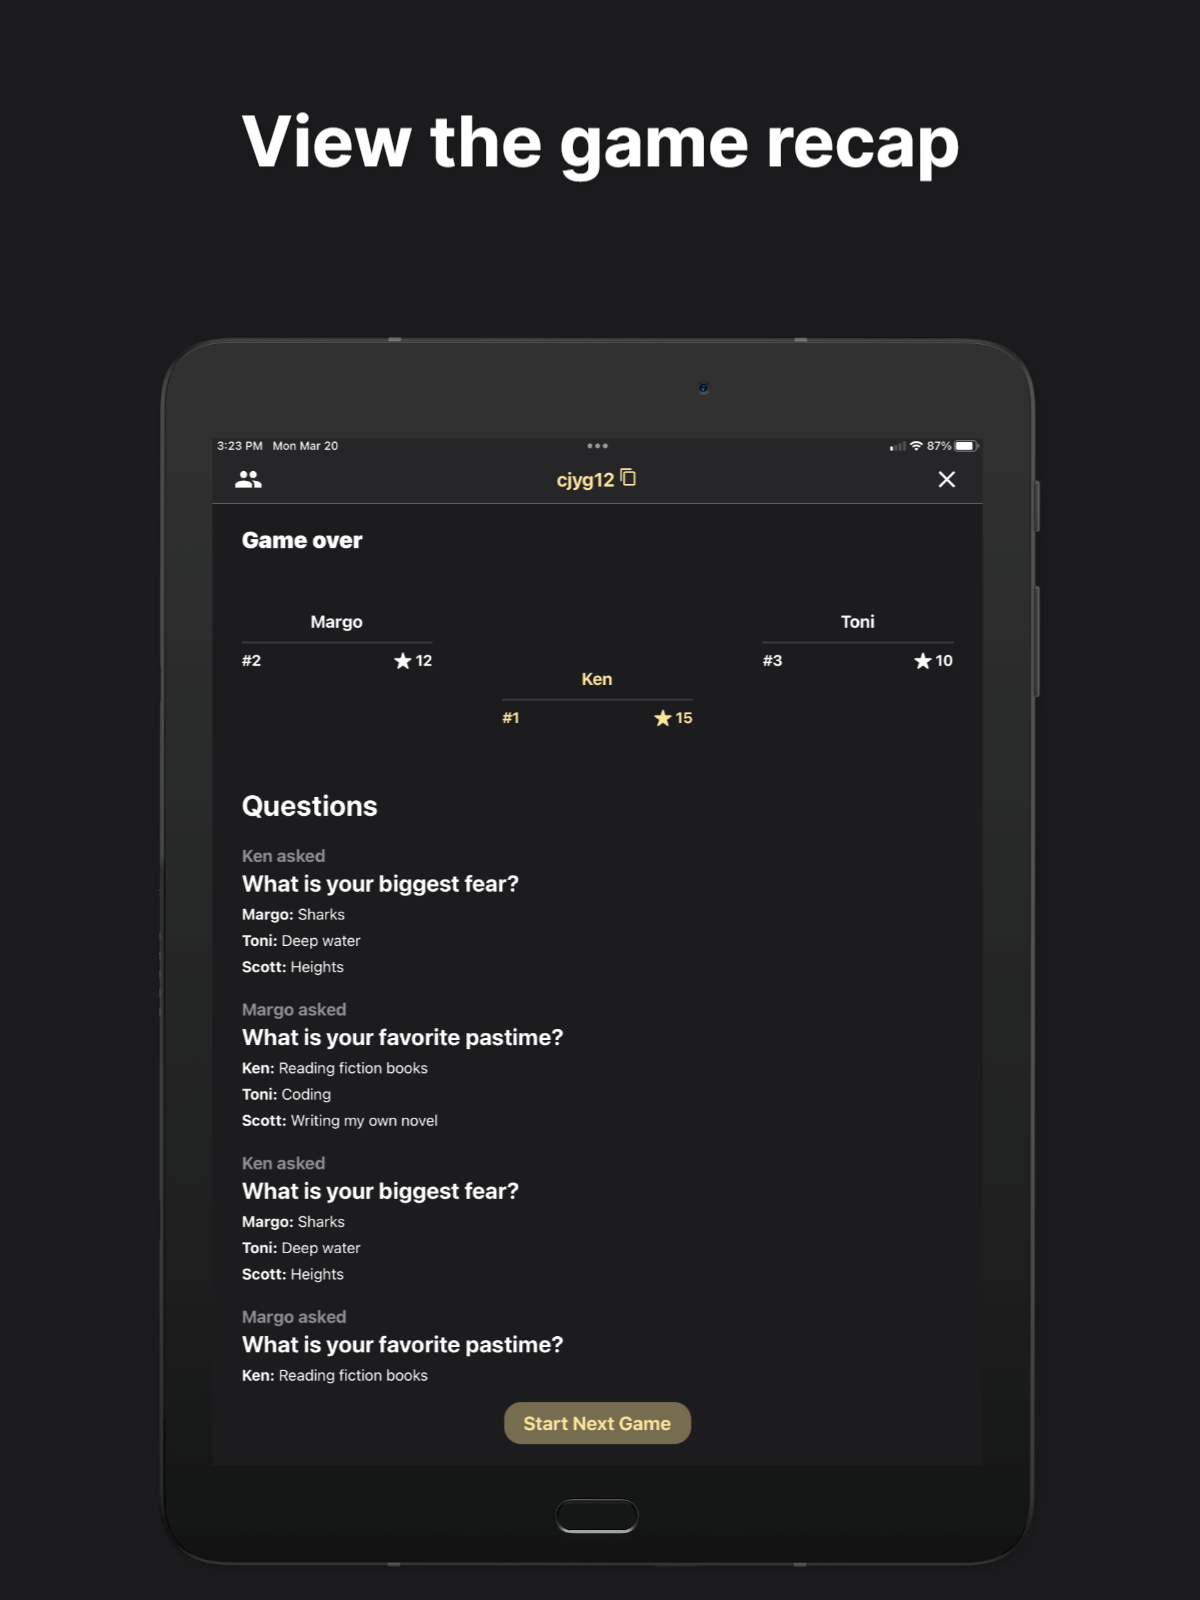 View the game recap
3:23 PM Mon Mar 20
87%
cjyg12
Game over
Margo
#2 12
Toni
#3 10
Ken
#1 15
Questions
Ken asked
What is your biggest fear?
Margo: Sharks
Toni: Deep water
Scott: Heights
Margo asked
What is your favorite pastime?
Ken: Reading fiction books
Toni: Coding
Scott: Writing my own novel
Ken asked
What is your biggest fear?
Margo: Sharks
Toni: Deep water
Scott: Heights
Margo asked
What is your favorite pastime?
Ken: Reading fiction books
Start Next Game